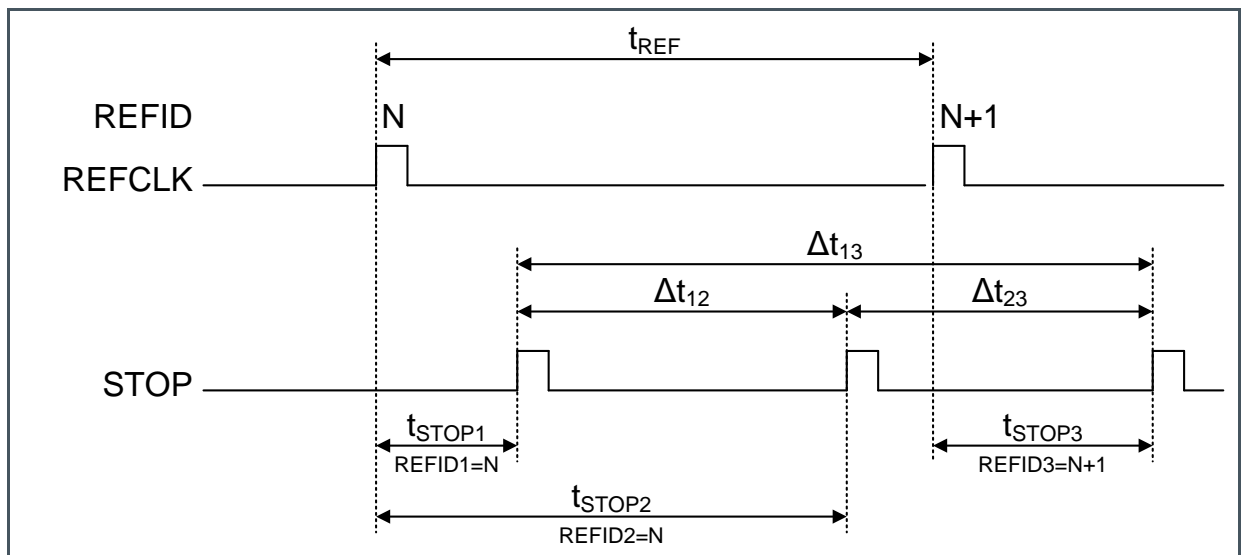 tREF
REFID N N+1
REFCLK
Δt13
Δt12 Δt23
STOP
tSTOP1 tSTOP3
REFID1=N REFID3=N+1
tSTOP2
REFID2=N